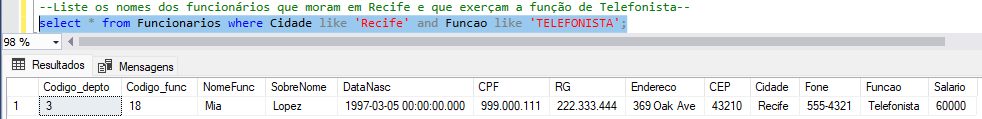 --Liste os nomes dos funcionários que moram em Recife e que exerçam a função de Telefonista--
select * from Funcionarios where Cidade like 'Recife' and Funcao like 'TELEFONISTA';
98 %
Resultados Mensagens
Codigo_depto Codigo_func NomeFunc SobreNome DataNasc CPF RG Endereco CEP Cidade Fone Funcao Salario
1 3 18 Mia Lopez 1997-03-05 00:00:00.000 999.000.111 222.333.444 369 Oak Ave 43210 Recife 555-4321 Telefonista 60000